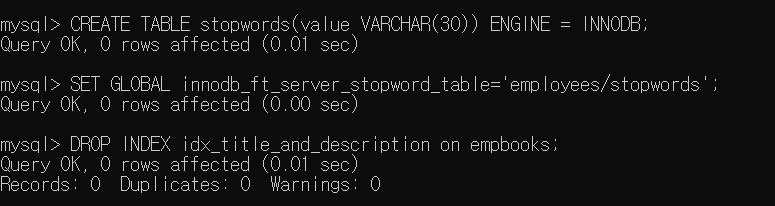 mysql> CREATE TABLE stopwords(value VARCHAR(30)) ENGINE = INNODB;
Query OK, 0 rows affected (0.01 sec)
mysql> SET GLOBAL innodb_ft_server_stopword_table='employees/stopwords';
Query OK, 0 rows affected (0.00 sec)
mysql> DROP INDEX idx_title_and_description on empbooks;
Query OK, 0 rows affected (0.01 sec)
Records: 0  Duplicates: 0  Warnings: 0